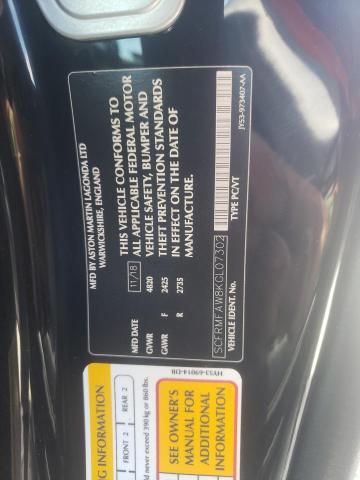 MFD BY ASTON MARTIN LAGONDA LTD
WARWICKSHIRE, ENGLAND
THIS VEHICLE CONFORMS TO
ALL APPLICABLE FEDERAL MOTOR
VEHICLE SAFETY, BUMPER AND
THEFT PREVENTION STANDARDS
IN EFFECT ON THE DATE OF
MANUFACTURE.
MFD DATE 11/18
GVWR 4820
GAWR F 2425
R 2735
VEHICLE IDENT. NO. SCFRMFAW8KGL07302
TYPE PC/VT
JY53-973407-AA
HY53-69014-DB
NG INFORMATION
FRONT 2 REAR 2
ld never exceed 390 kg or 860 lbs.
SEE OWNER'S
MANUAL FOR
ADDITIONAL
INFORMATION